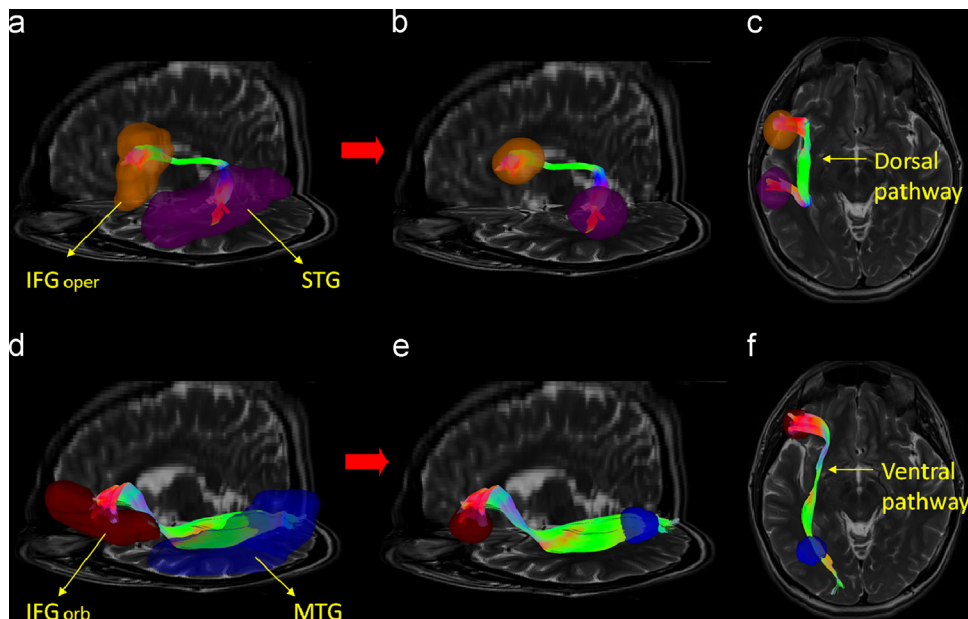 a
b
c
Dorsal
pathway
IFG oper
STG
d
e
f
Ventral
pathway
IFG orb
MTG